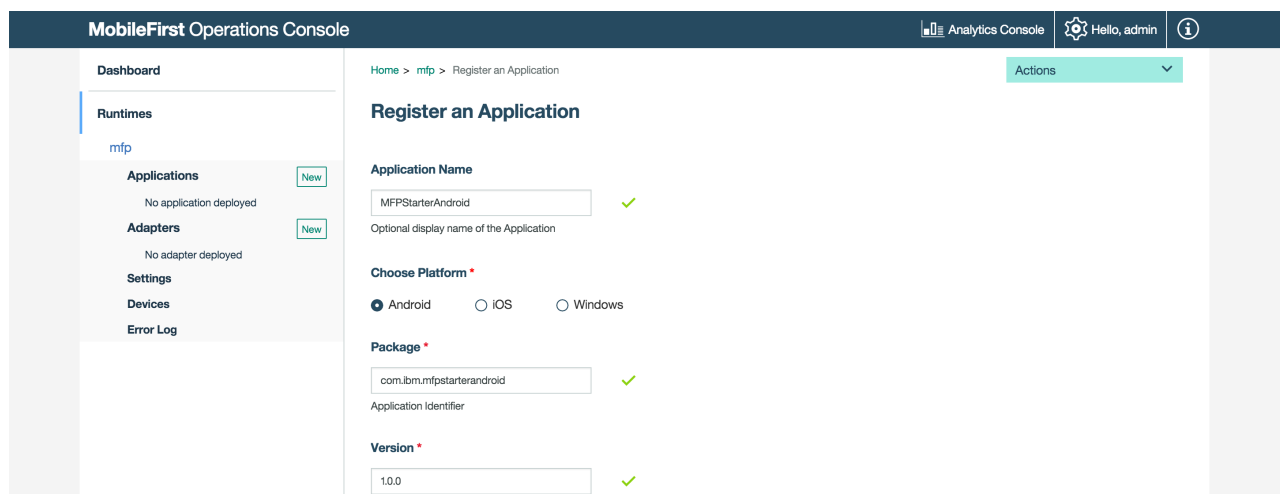 MobileFirst Operations Console
Analytics Console
Hello, admin
Dashboard
Runtimes
mfp
Applications New
No application deployed
Adapters New
No adapter deployed
Settings
Devices
Error Log
Home > mfp > Register an Application
Actions
Register an Application
Application Name
MFPStarterAndroid
Optional display name of the Application
Choose Platform *
Android iOS Windows
Package *
com.ibm.mfpstarterandroid
Application Identifier
Version *
1.0.0